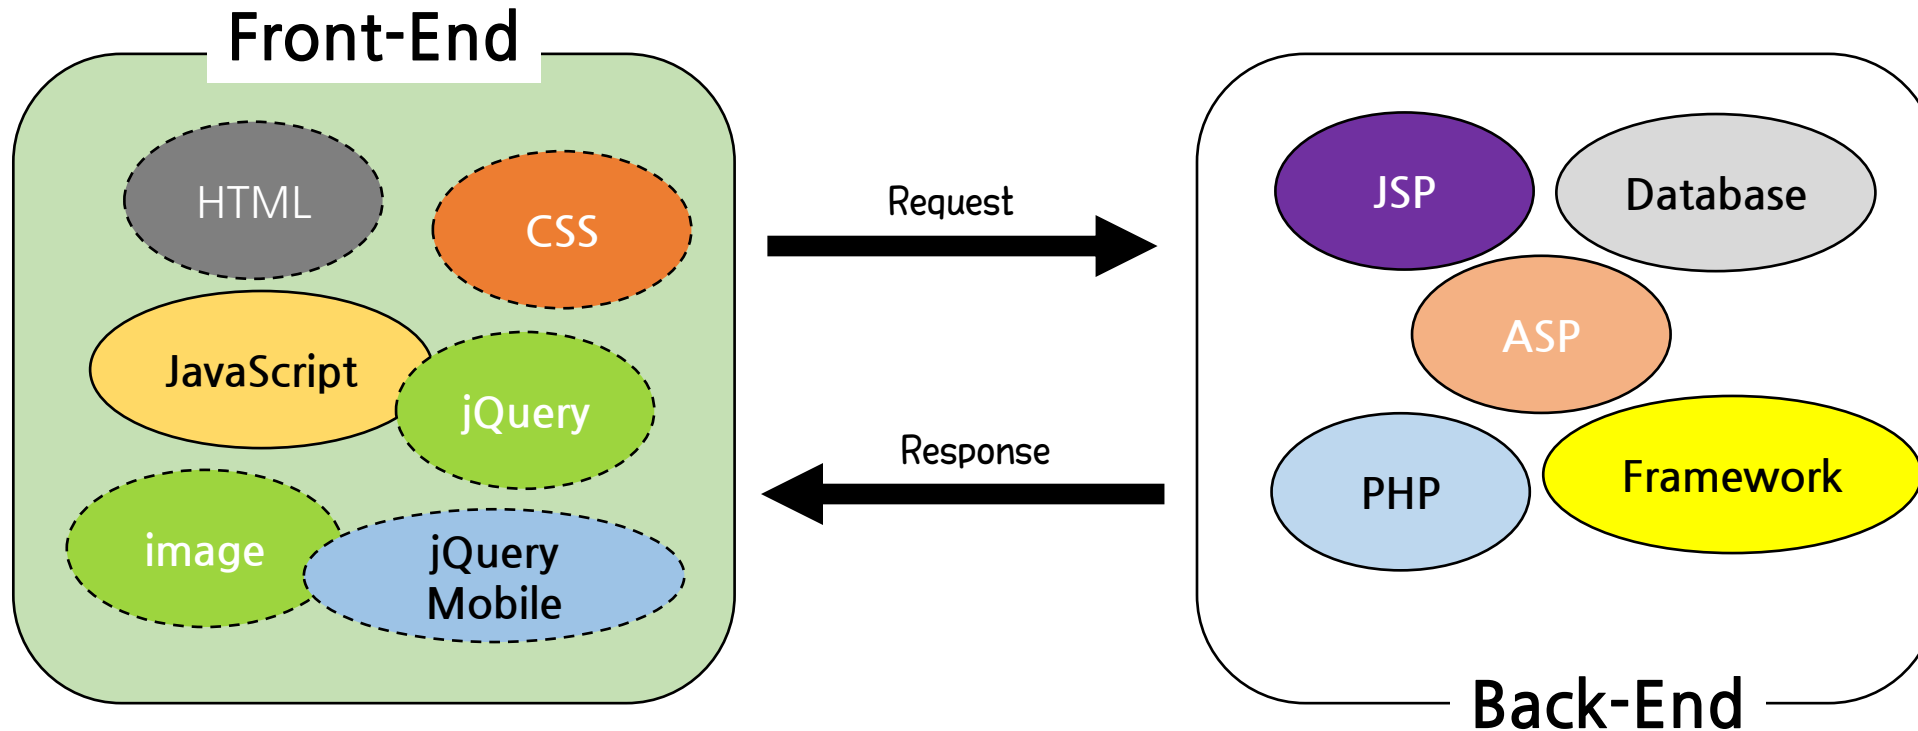 Front-End
HTML
CSS
JavaScript
jQuery
image
jQuery
Mobile
Request
Response
JSP
Database
ASP
PHP
Framework
Back-End